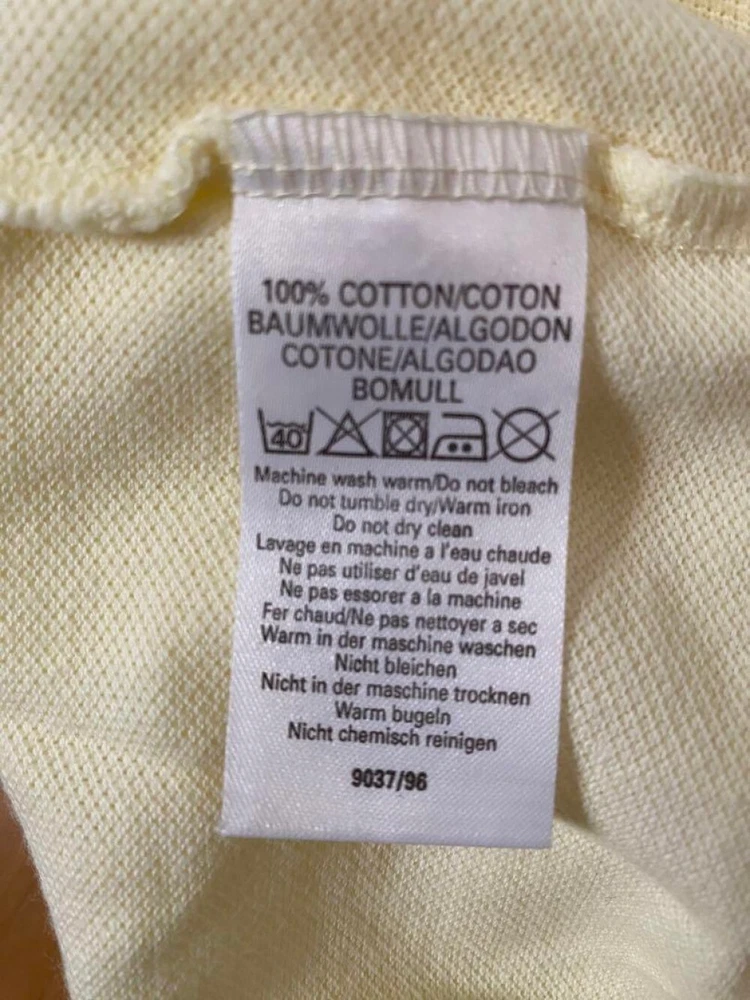 100% COTTON/COTON
BAUMWOLLE/ALGODON
COTONE/ALGODAO
BOMULL
40
Machine wash warm/Do not bleach
Do not tumble dry/Warm iron
Do not dry clean
Lavage en machine a l'eau chaude
Ne pas utiliser d'eau de javel
Ne pas essorer a la machine
Fer chaud/Ne pas nettoyer a sec
Warm in der maschine waschen
Nicht bleichen
Nicht in der maschine trocknen
Warm bugeln
Nicht chemisch reinigen
9037/96